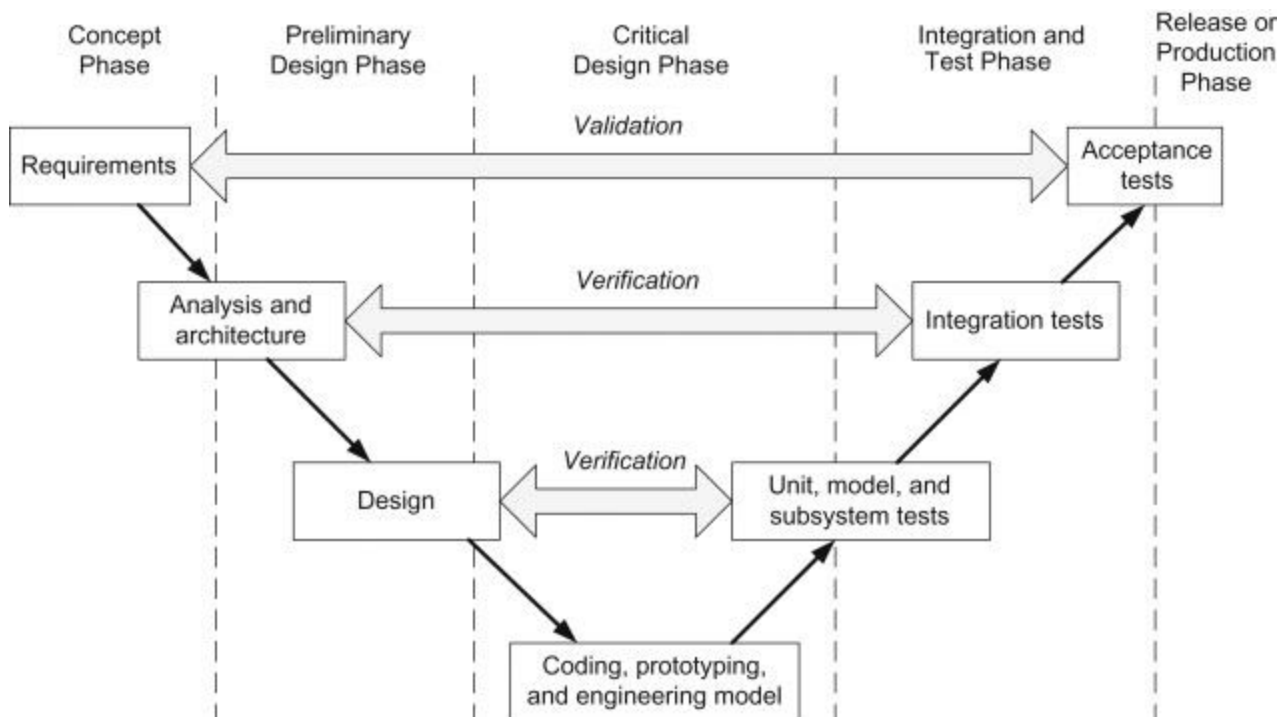 Concept
Phase
Preliminary
Design Phase
Critical
Design Phase
Integration and
Test Phase
Release or
Production
Phase
Validation
Requirements
Acceptance
tests
Verification
Analysis and
architecture
Integration tests
Verification
Design
Unit, model, and
subsystem tests
Coding, prototyping,
and engineering model